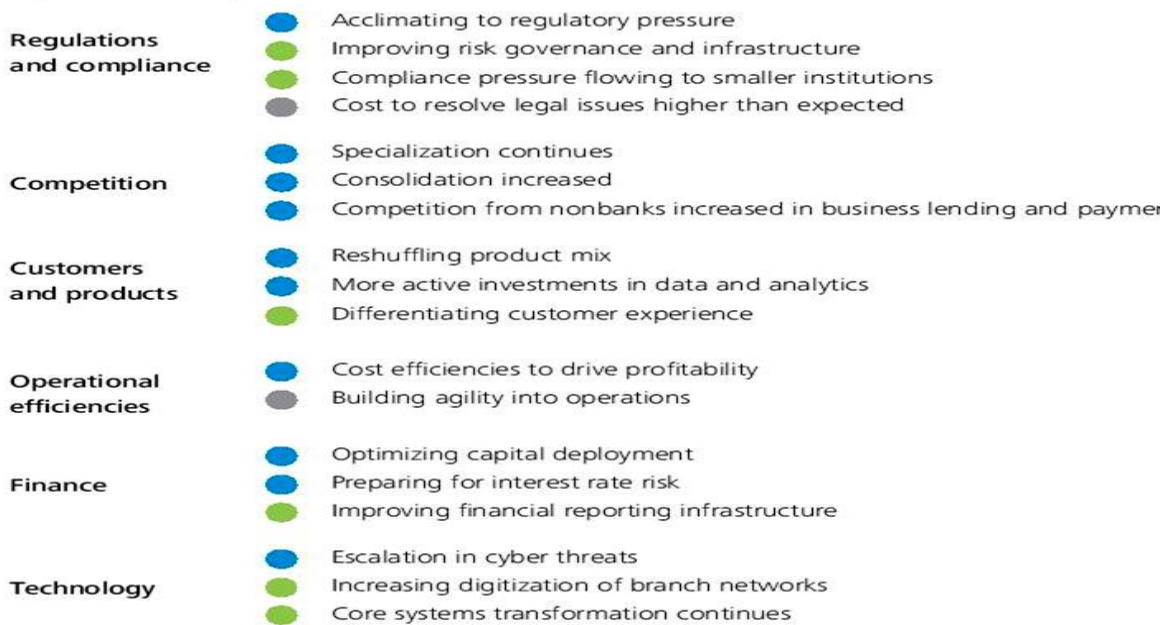 Regulations
and compliance
Acclimating to regulatory pressure
Improving risk governance and infrastructure
Compliance pressure flowing to smaller institutions
Cost to resolve legal issues higher than expected
Competition
Specialization continues
Consolidation increased
Competition from nonbanks increased in business lending and paymen
Customers
and products
Reshuffling product mix
More active investments in data and analytics
Differentiating customer experience
Operational
efficiencies
Cost efficiencies to drive profitability
Building agility into operations
Finance
Optimizing capital deployment
Preparing for interest rate risk
Improving financial reporting infrastructure
Technology
Escalation in cyber threats
Increasing digitization of branch networks
Core systems transformation continues